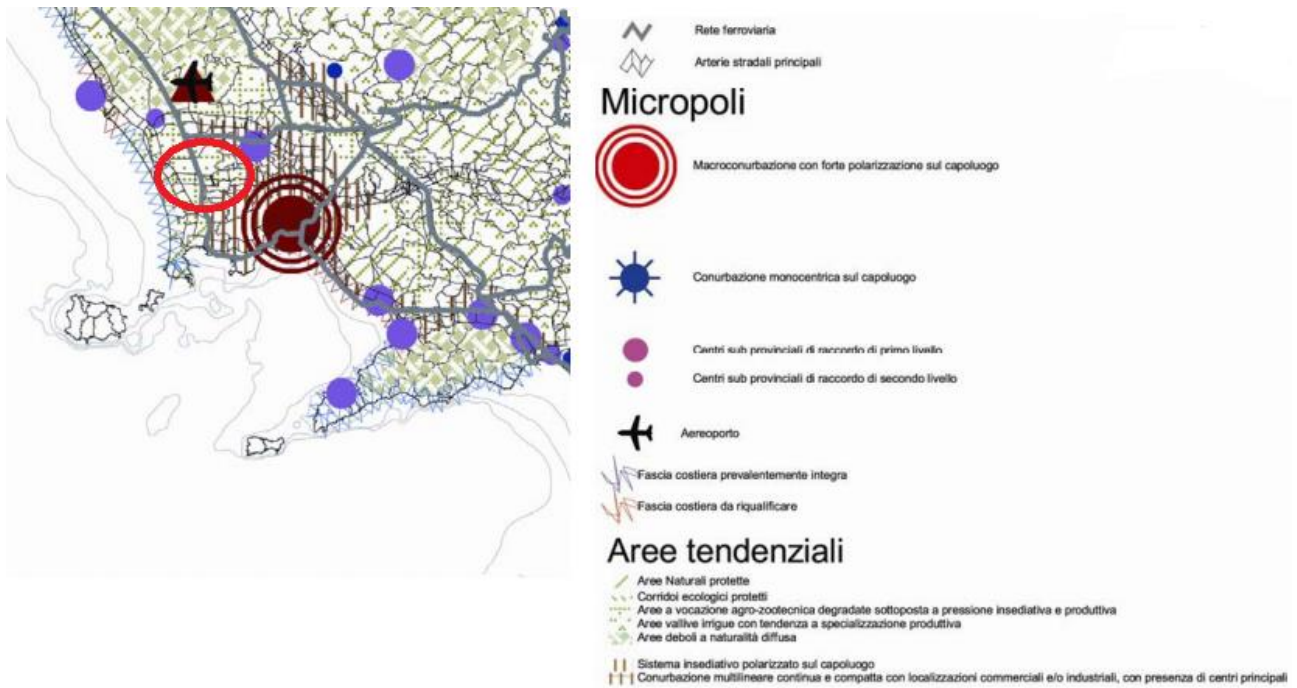 Rete ferroviaria
Arterie stradali principali
Micropoli
Macroconurbazione con forte polarizzazione sul capoluogo
Conurbazione monocentrica sul capoluogo
Centri sub provinciali di raccordo di primo livello
Centri sub provinciali di raccordo di secondo livello
Aereoporto
Fascia costiera prevalentemente integra
Fascia costiera da riqualificare
Aree tendenziali
Aree Naturali protette
Corridoi ecologici protetti
Aree a vocazione agro-zootecnica degradate sottoposta a pressione insediativa e produttiva
Aree vallive irrigue con tendenza a specializzazione produttiva
Aree deboli a naturalità diffusa
Sistema insediativo polarizzato sul capoluogo
Conurbazione multilineare continua e compatta con localizzazioni commerciali e/o industriali, con presenza di centri principali